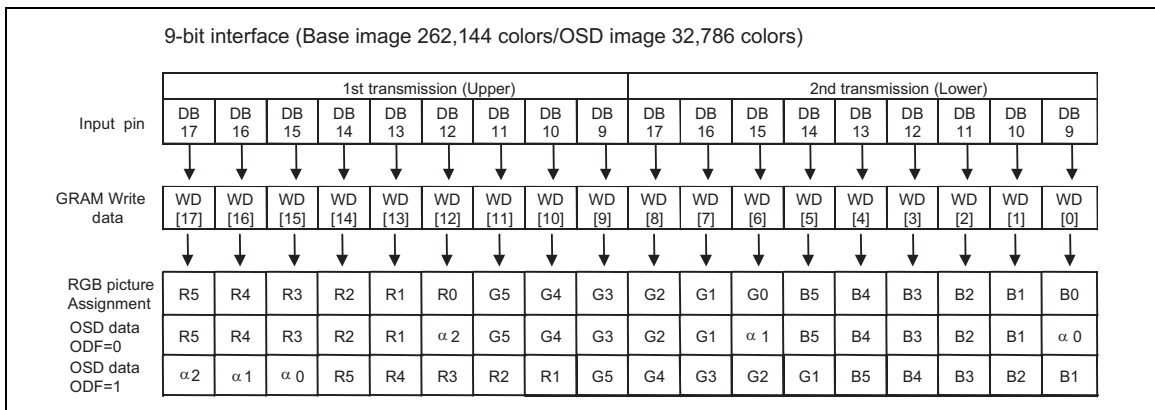 9-bit interface (Base image 262,144 colors/OSD image 32,786 colors)
1st transmission (Upper) 2nd transmission (Lower)
Input pin DB 17 DB 16 DB 15 DB 14 DB 13 DB 12 DB 11 DB 10 DB 9 DB 17 DB 16 DB 15 DB 14 DB 13 DB 12 DB 11 DB 10 DB 9
GRAM Write data WD [17] WD [16] WD [15] WD [14] WD [13] WD [12] WD [11] WD [10] WD [9] WD [8] WD [7] WD [6] WD [5] WD [4] WD [3] WD [2] WD [1] WD [0]
RGB picture Assignment R5 R4 R3 R2 R1 R0 G5 G4 G3 G2 G1 G0 B5 B4 B3 B2 B1 B0
OSD data ODF=0 R5 R4 R3 R2 R1 α2 G5 G4 G3 G2 G1 α1 B5 B4 B3 B2 B1 α0
OSD data ODF=1 α2 α1 α0 R5 R4 R3 R2 R1 G5 G4 G3 G2 G1 B5 B4 B3 B2 B1